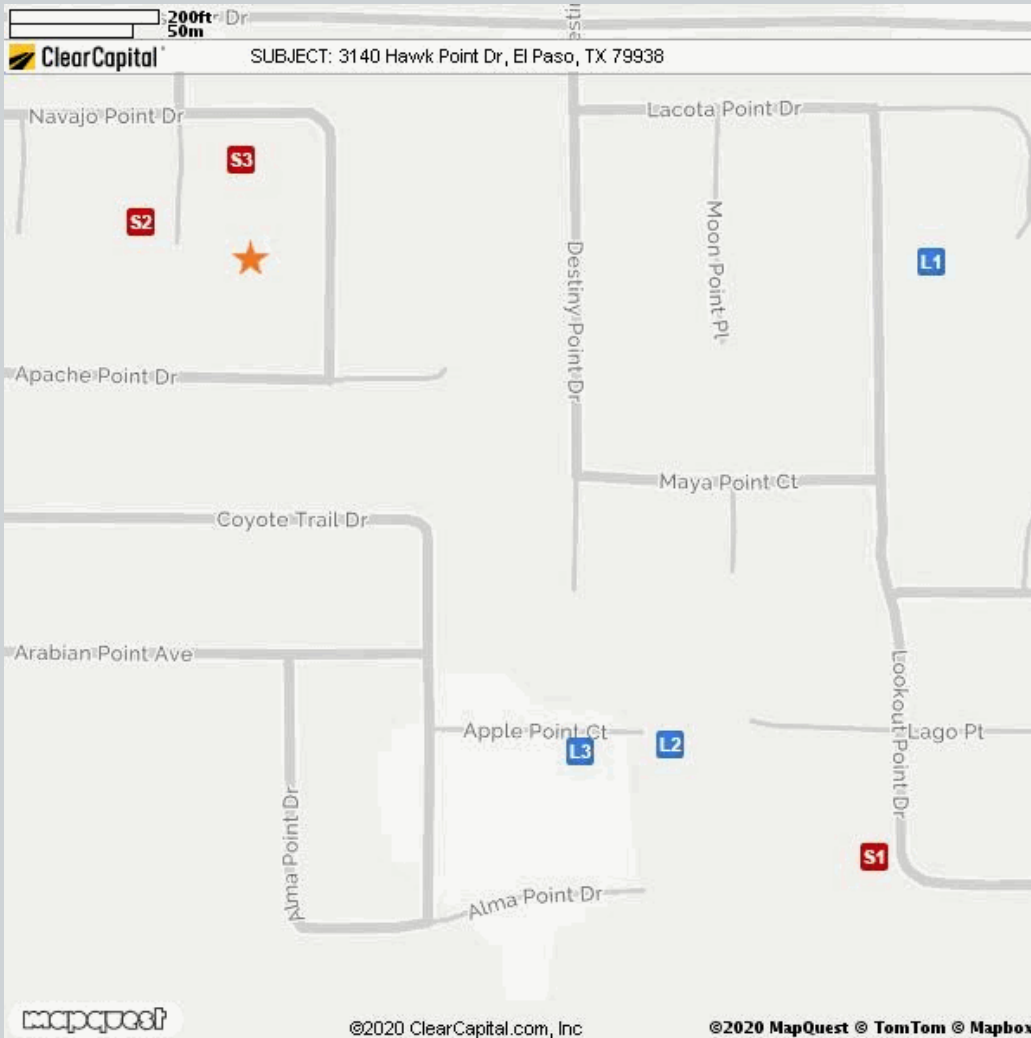 200ft
Dr
50m
ClearCapital
SUBJECT: 3140 Hawk Point Dr, El Paso, TX 79938
Navajo Point Dr
Lacota Point Dr
S3
S2
Moon Point Pl
L1
Destiny Point Dr
Apache Point Dr
Maya Point Ct
Coyote Trail Dr
Arabian Point Ave
Lookout Point Dr
Apple Point Ct
L3
L2
Lago Pt
Alma Point Dr
S1
Alma Point Dr
mapquest
©2020 ClearCapital.com, Inc
©2020 MapQuest © TomTom © Mapbox